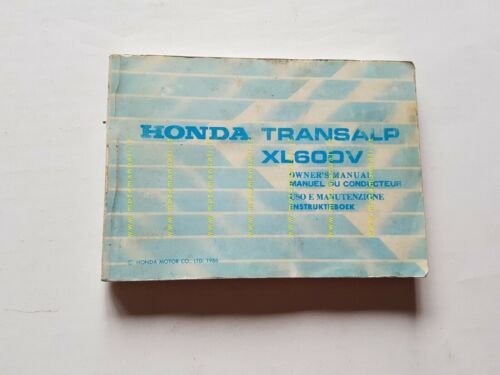 HONDA TRANSALP
XL600V
OWNER'S MANUAL
MANUEL DU CONDUCTEUR
USO E MANUTENZIONE
INSTRUKTIEBOEK
© HONDA MOTOR CO., LTD. 1986